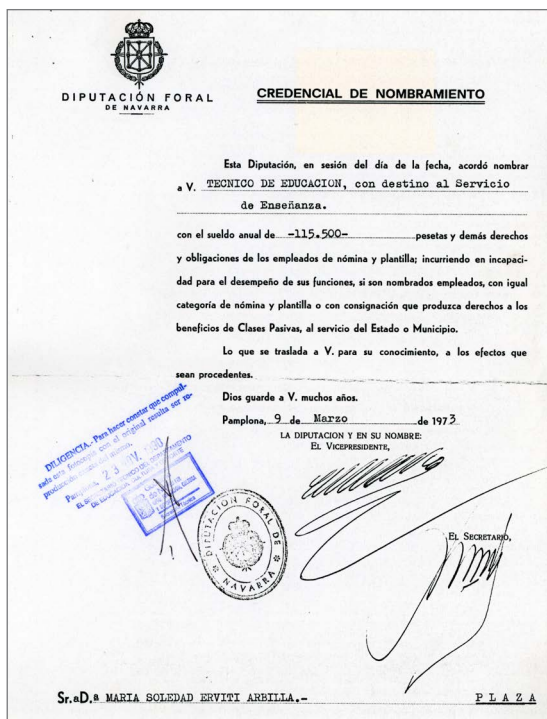 DIPUTACIÓN FORAL
DE NAVARRA
CREDENCIAL DE NOMBRAMIENTO
Esta Diputación, en sesión del día de la fecha, acordó nombrar
a V. TECNICO DE EDUCACION, con destino al Servicio
de Enseñanza.
con el sueldo anual de -115.500- pesetas y demás derechos
y obligaciones de los empleados de nómina y plantilla; incurriendo en incapaci-
dad para el desempeño de sus funciones, si son nombrados empleados, con igual
categoría de nómina y plantilla o con consignación que produzca derechos a los
beneficios de Clases Pasivas, al servicio del Estado o Municipio.
Lo que se traslada a V. para su conocimiento, a los efectos que
sean procedentes.
Dios guarde a V. muchos años.
Pamplona, 9 de Marzo de 1973
LA DIPUTACION Y EN SU NOMBRE:
EL VICEPRESIDENTE,
DILIGENCIA.- Para hacer constar que compul-
sada esta fotocopia con el original resulta ser re-
Pamplona, 23
DIPUTACION FORAL DE NAVARRA
EL SECRETARIO,
Sr.aD.a MARIA SOLEDAD ERVITI ARBILLA.-
PLAZA